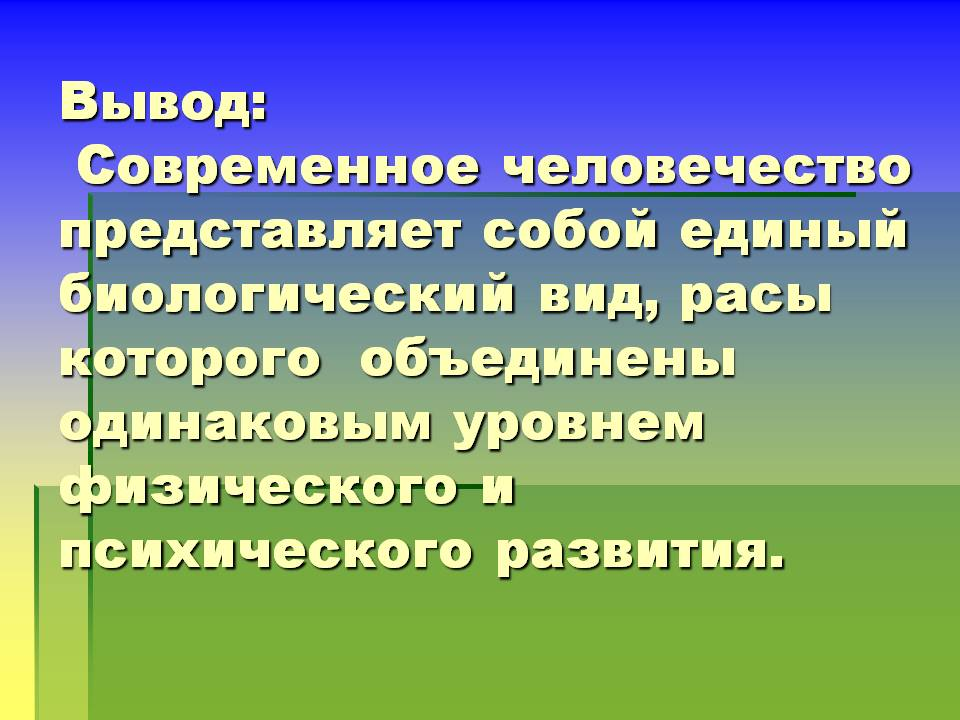 Вывод:
Современное человечество
представляет собой единый
биологический вид, расы
которого объединены
одинаковым уровнем
физического и
психического развития.